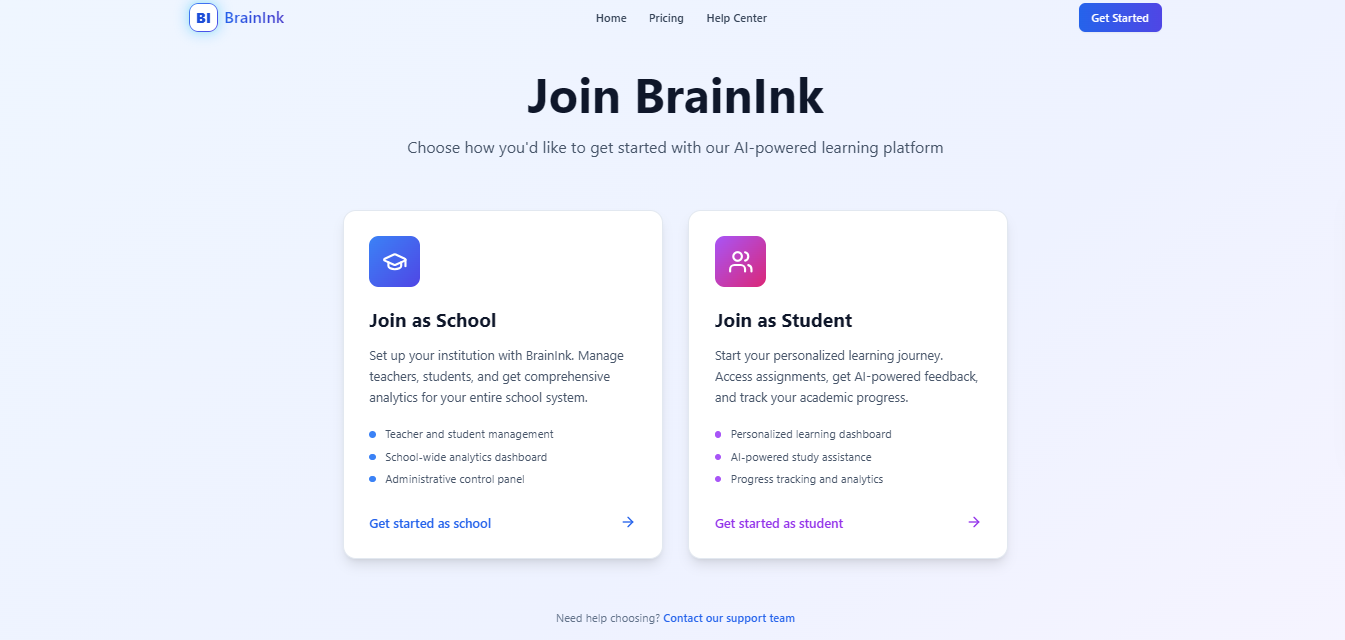 BI BrainInk
Home Pricing Help Center
Get Started
Join BrainInk
Choose how you'd like to get started with our AI-powered learning platform
Join as School
Set up your institution with BrainInk. Manage
teachers, students, and get comprehensive
analytics for your entire school system.
Teacher and student management
School-wide analytics dashboard
Administrative control panel
Get started as school
Join as Student
Start your personalized learning journey.
Access assignments, get AI-powered feedback,
and track your academic progress.
Personalized learning dashboard
AI-powered study assistance
Progress tracking and analytics
Get started as student
Need help choosing? Contact our support team